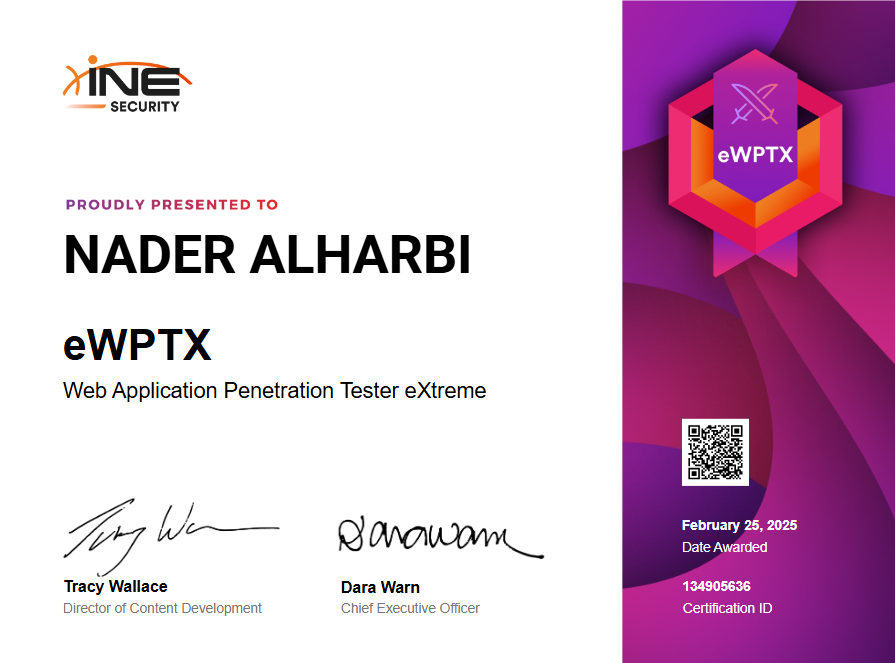 INE
SECURITY
PROUDLY PRESENTED TO
NADER ALHARBI
eWPTX
Web Application Penetration Tester eXtreme
Tracy Wallace
Director of Content Development
Dara Warn
Chief Executive Officer
eWPTX
February 25, 2025
Date Awarded
134905636
Certification ID